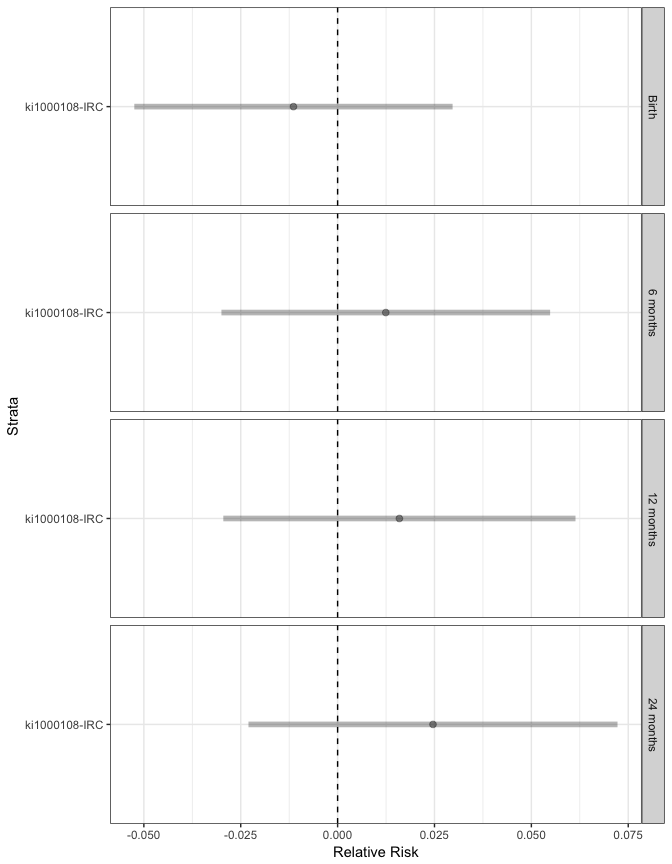 ki1000108-IRC
Birth
ki1000108-IRC
6 months
Strata
ki1000108-IRC
12 months
ki1000108-IRC
24 months
-0.050 -0.025 0.000 0.025 0.050 0.075
Relative Risk